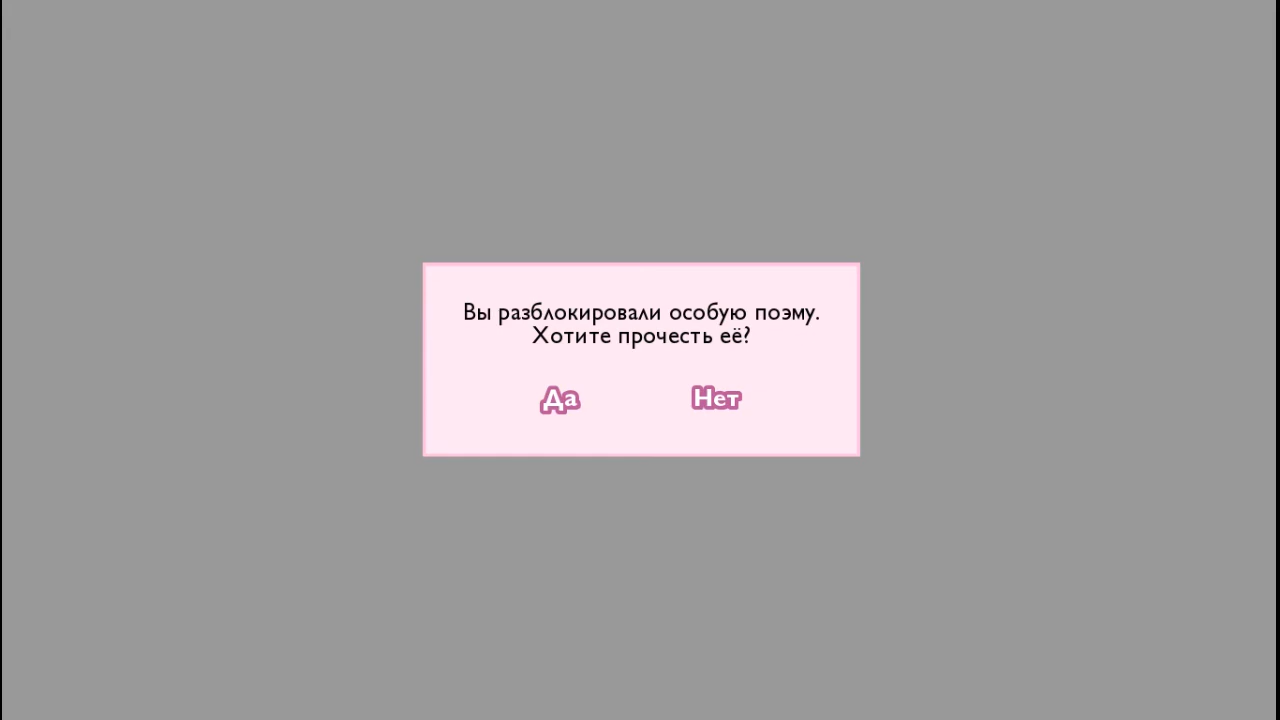 Вы разблокировали особую поэму.
Хотите прочесть её?
Да Нет